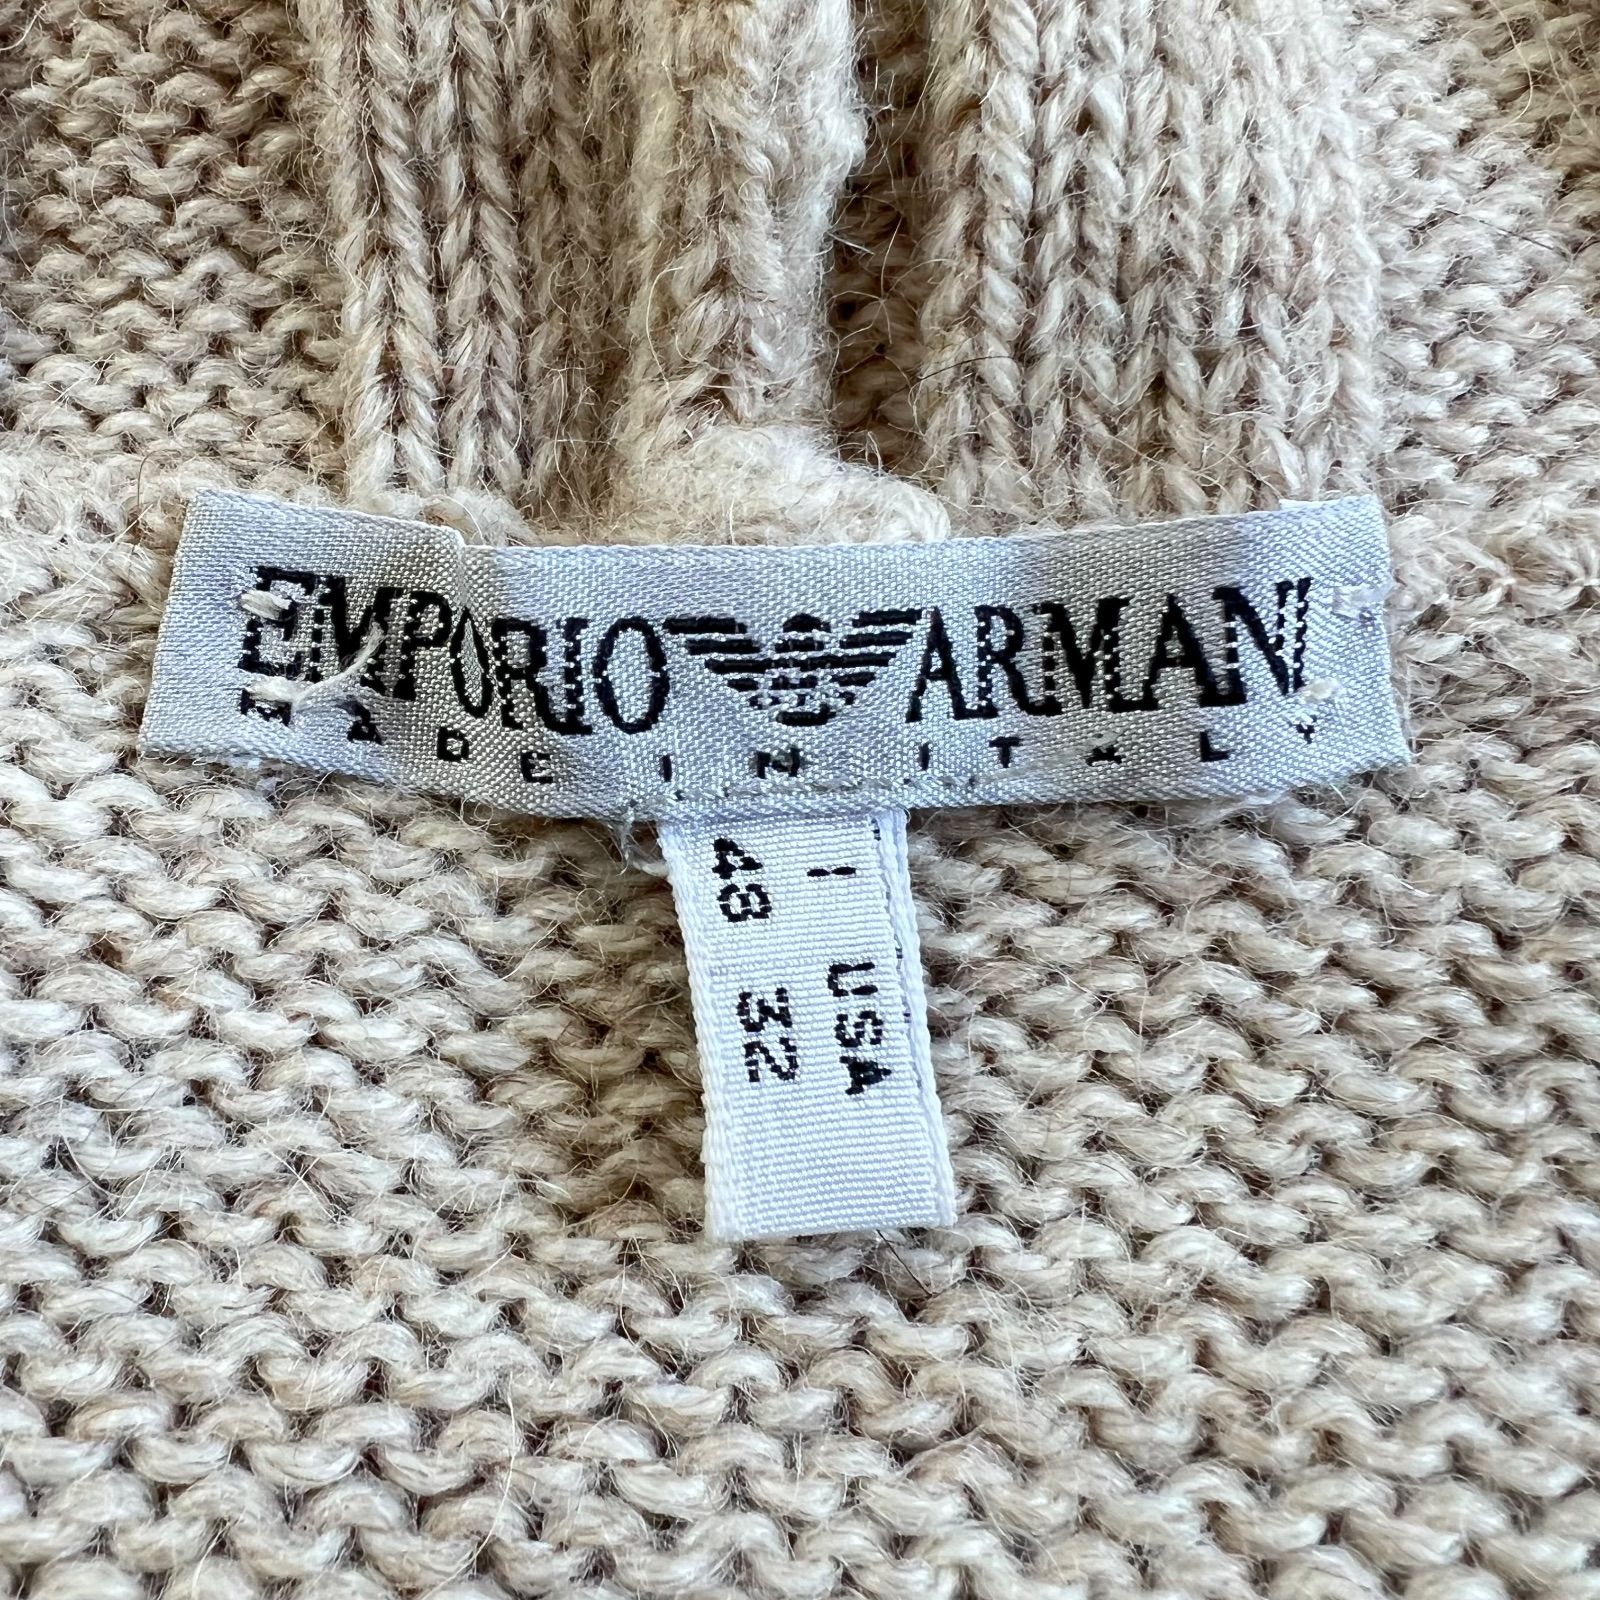 EMPORIO ARMANI
MADE IN ITALY
I USA
48 32